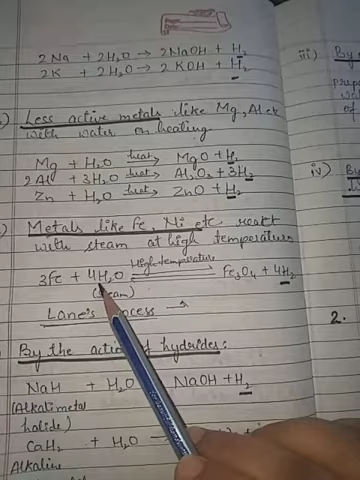 2Na + 2H₂O → 2NaOH + H₂
2K + 2H₂O → 2KOH + H₂
Less active metals like Mg, Al etc
with water on heating
Mg + H₂O heat→ MgO + H₂
2Al + 3H₂O heat→ Al₂O₃ + 3H₂
Zn + H₂O heat→ ZnO + H₂
Metals like Fe, Ni etc react
with steam at high temperature
3Fe + 4H₂O High temperature Fe₃O₄ + 4H₂
(Steam)
Lane's Process →
By the action of hydrides:
NaH + H₂O NaOH + H₂
(Alkali metal
halide)
CaH₂ + H₂O
Alkaline
iii) By
of
iv) By
2.